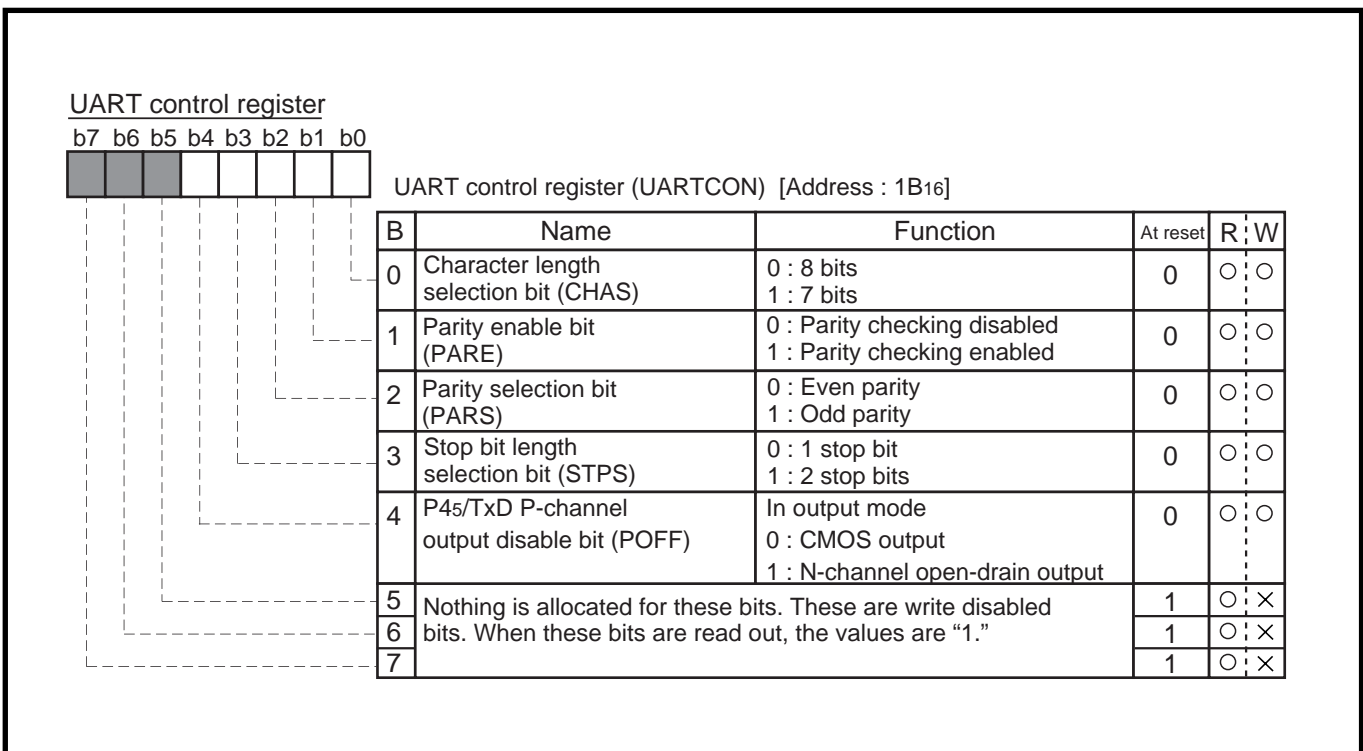 UART control register
b7 b6 b5 b4 b3 b2 b1 b0
UART control register (UARTCON) [Address : 1B16]
B Name Function At reset R W
0 Character length selection bit (CHAS) 0 : 8 bits 1 : 7 bits 0 ○ ○
1 Parity enable bit (PARE) 0 : Parity checking disabled 1 : Parity checking enabled 0 ○ ○
2 Parity selection bit (PARS) 0 : Even parity 1 : Odd parity 0 ○ ○
3 Stop bit length selection bit (STPS) 0 : 1 stop bit 1 : 2 stop bits 0 ○ ○
4 P45/TxD P-channel output disable bit (POFF) In output mode 0 : CMOS output 1 : N-channel open-drain output 0 ○ ○
5 Nothing is allocated for these bits. These are write disabled 1 ○ ×
6 bits. When these bits are read out, the values are “1.” 1 ○ ×
7 1 ○ ×